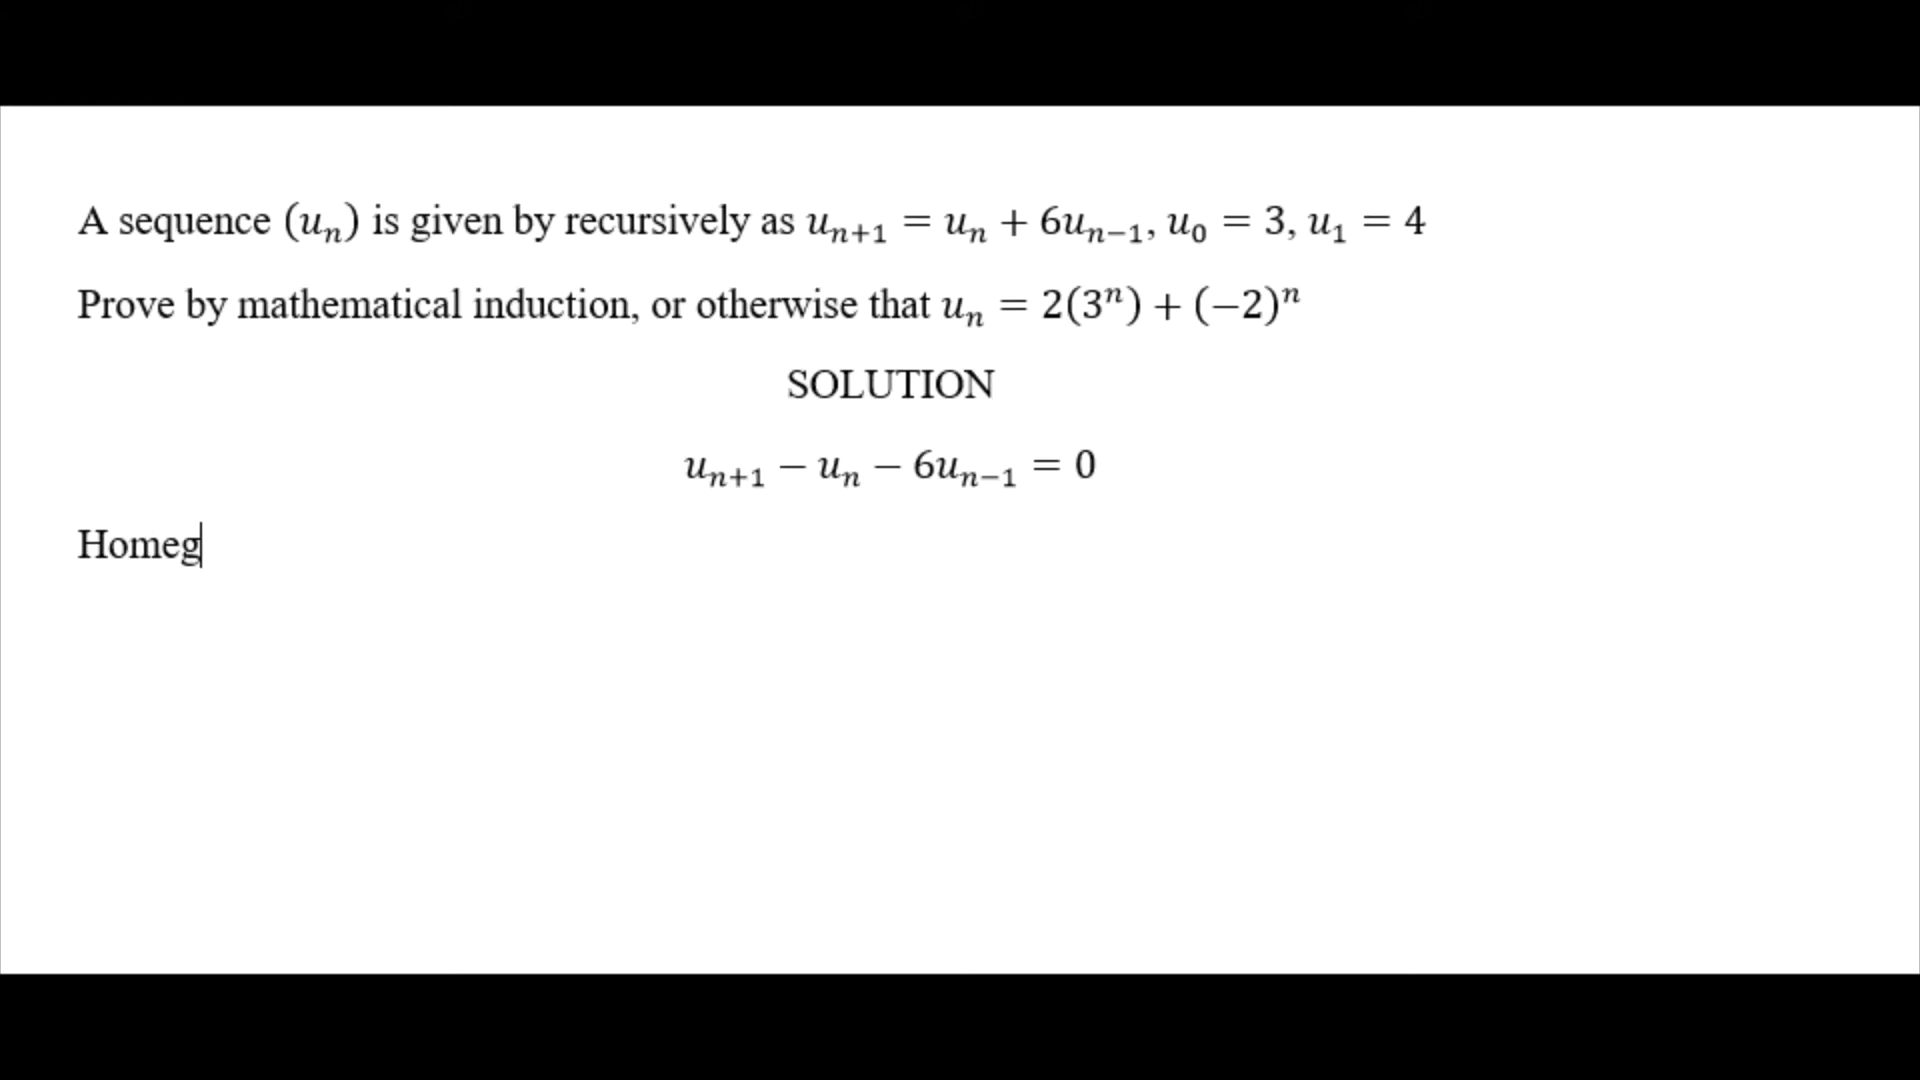 A sequence (uₙ) is given by recursively as uₙ₊₁ = uₙ + 6uₙ₋₁, u₀ = 3, u₁ = 4
Prove by mathematical induction, or otherwise that uₙ = 2(3ⁿ) + (−2)ⁿ
SOLUTION
uₙ₊₁ − uₙ − 6uₙ₋₁ = 0
Homeg